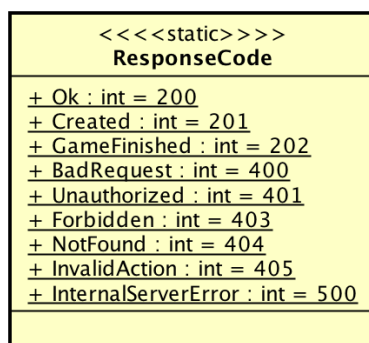 <<<<static>>>>
ResponseCode
+ Ok : int = 200
+ Created : int = 201
+ GameFinished : int = 202
+ BadRequest : int = 400
+ Unauthorized : int = 401
+ Forbidden : int = 403
+ NotFound : int = 404
+ InvalidAction : int = 405
+ InternalServerError : int = 500